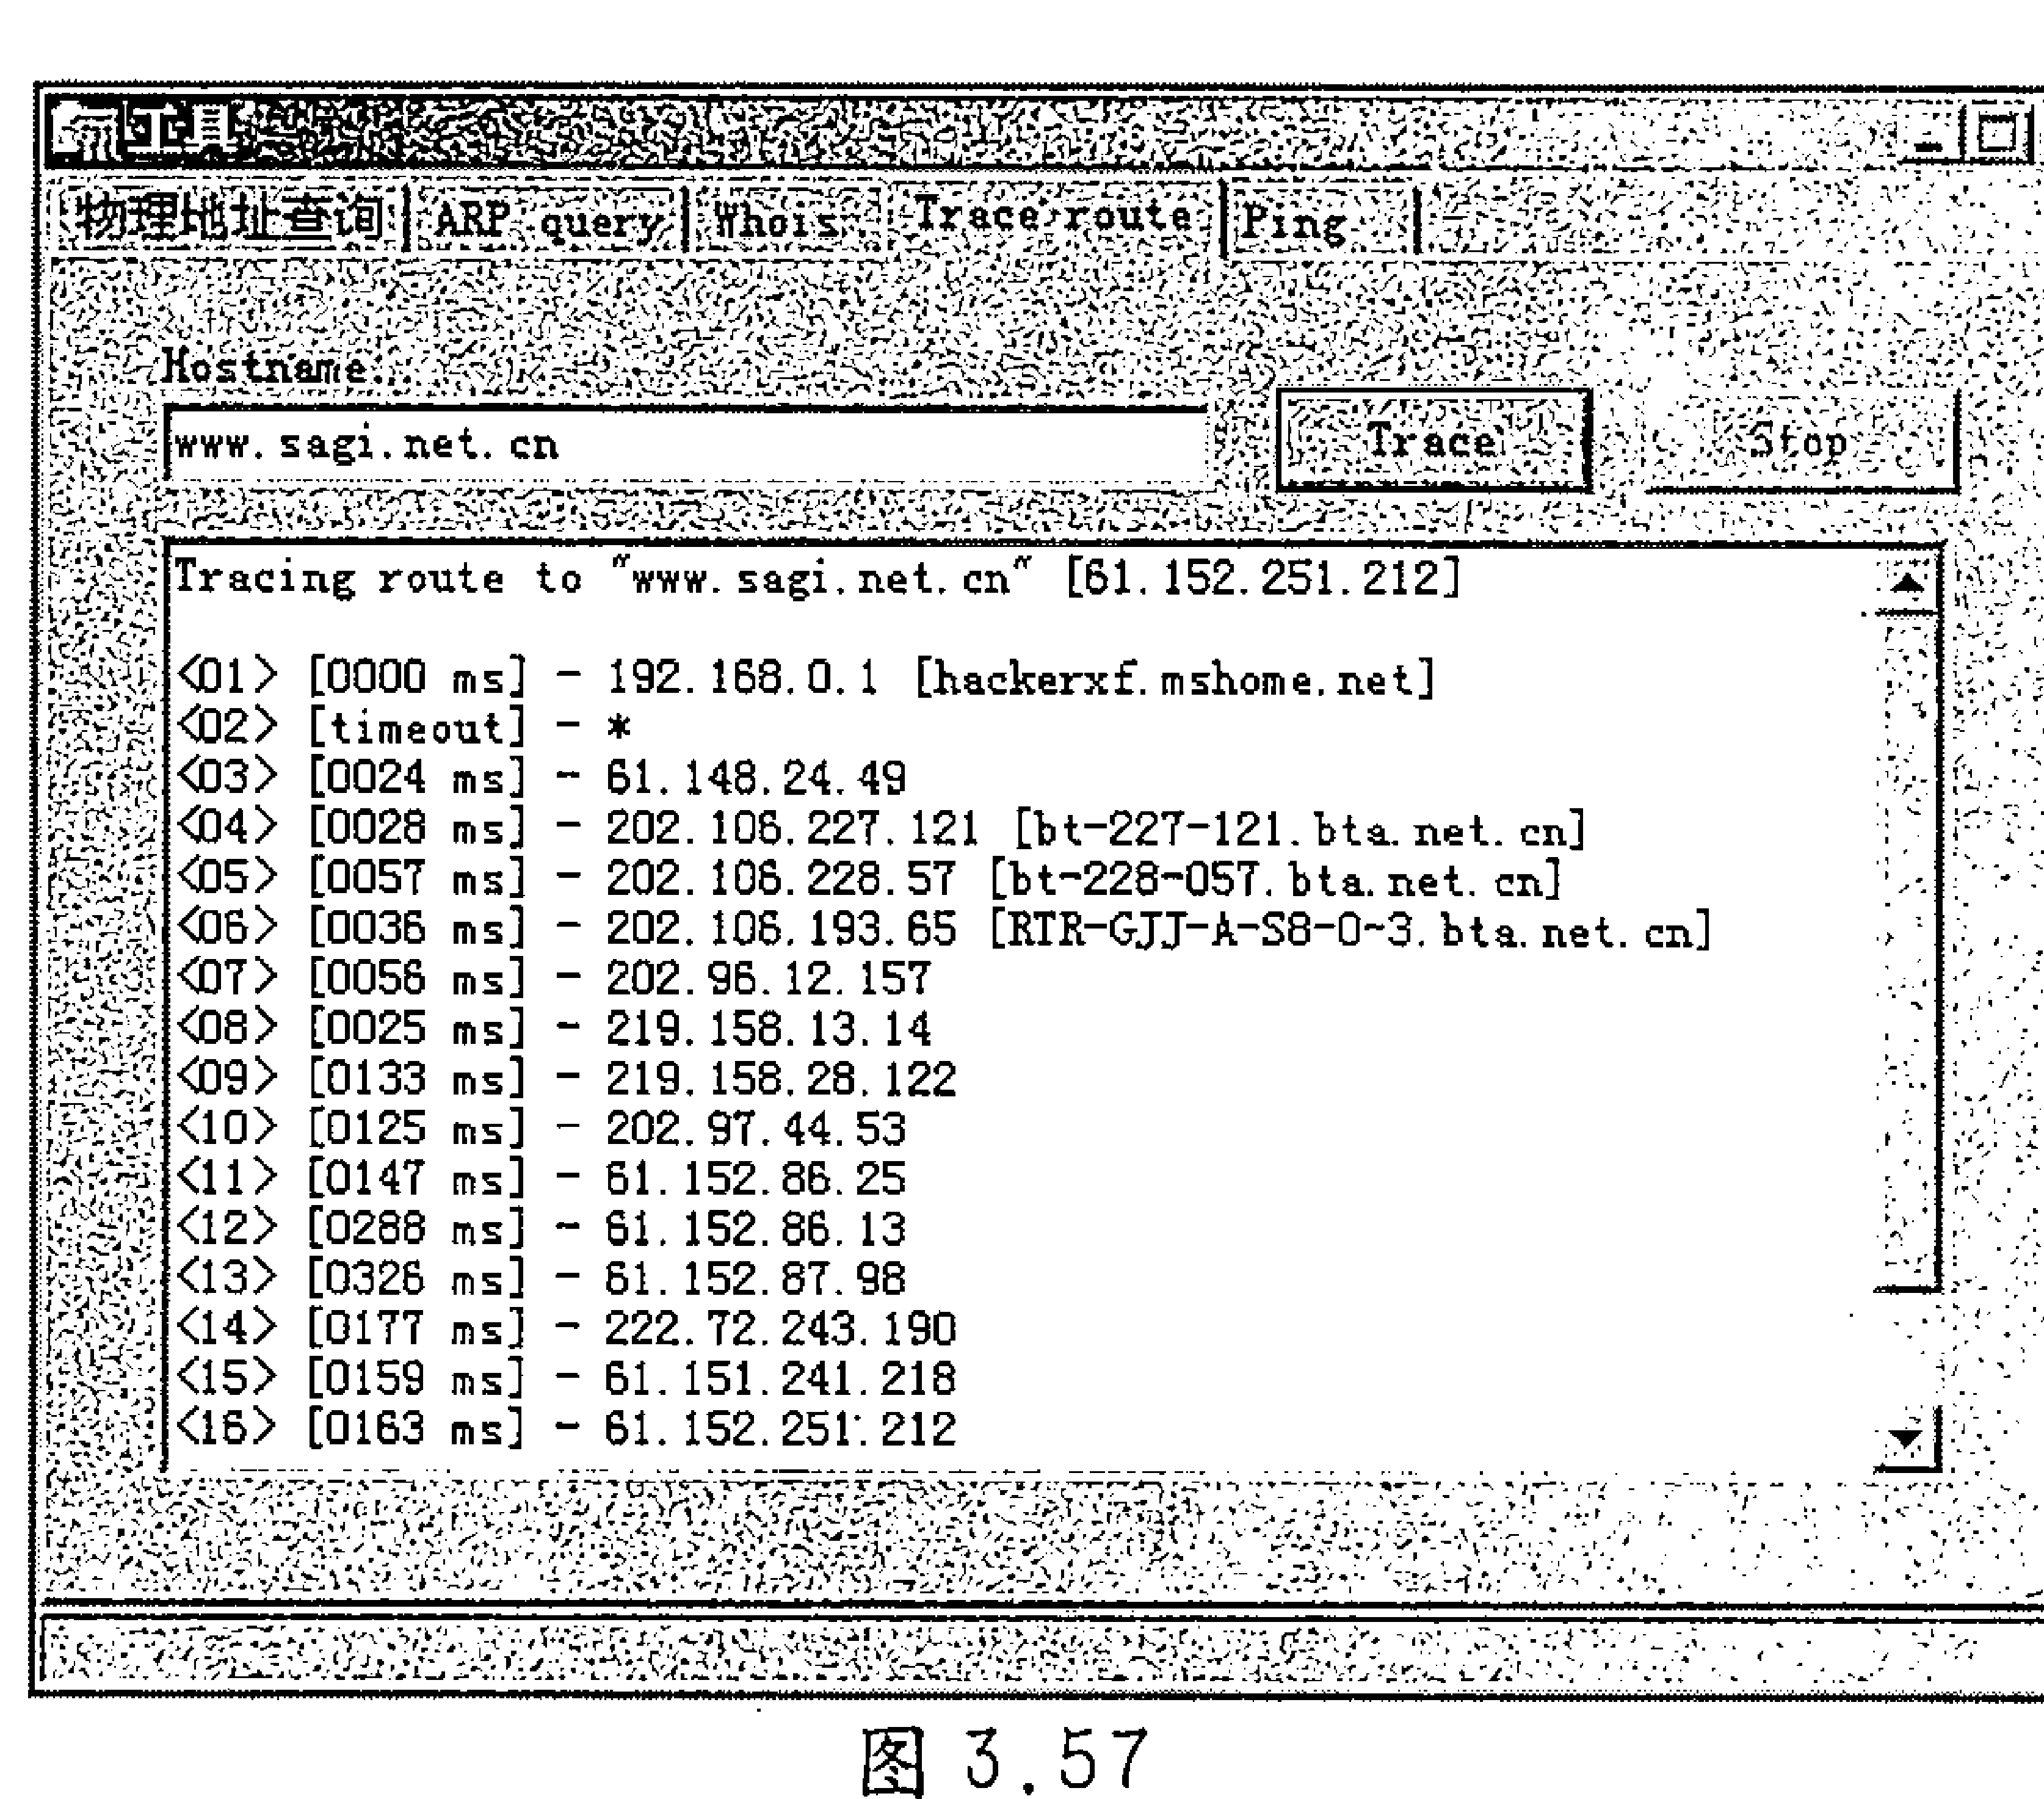 工具
物理地址查询 ARP query Whois Trace route Ping
Hostname
www.sagi.net.cn Trace Stop
Tracing route to "www.sagi.net.cn" [61.152.251.212]
<01> [0000 ms] - 192.168.0.1 [hackerxf.mshome.net]
<02> [timeout] - *
<03> [0024 ms] - 61.148.24.49
<04> [0028 ms] - 202.106.227.121 [bt-227-121.bta.net.cn]
<05> [0057 ms] - 202.106.228.57 [bt-228-057.bta.net.cn]
<06> [0036 ms] - 202.106.193.65 [RTR-GJJ-A-S8-0-3.bta.net.cn]
<07> [0056 ms] - 202.96.12.157
<08> [0025 ms] - 219.158.13.14
<09> [0133 ms] - 219.158.28.122
<10> [0125 ms] - 202.97.44.53
<11> [0147 ms] - 61.152.86.25
<12> [0288 ms] - 61.152.86.13
<13> [0326 ms] - 61.152.87.98
<14> [0177 ms] - 222.72.243.190
<15> [0159 ms] - 61.151.241.218
<16> [0163 ms] - 61.152.251.212
图 3.57